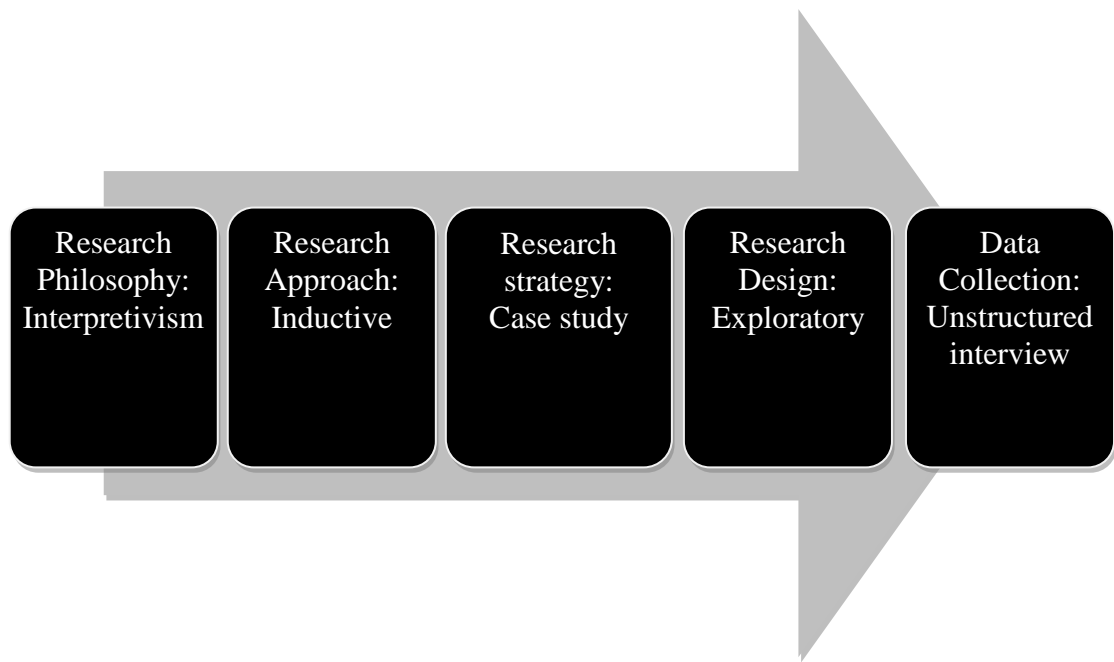 Research
Philosophy:
Interpretivism
Research
Approach:
Inductive
Research
strategy:
Case study
Research
Design:
Exploratory
Data
Collection:
Unstructured
interview